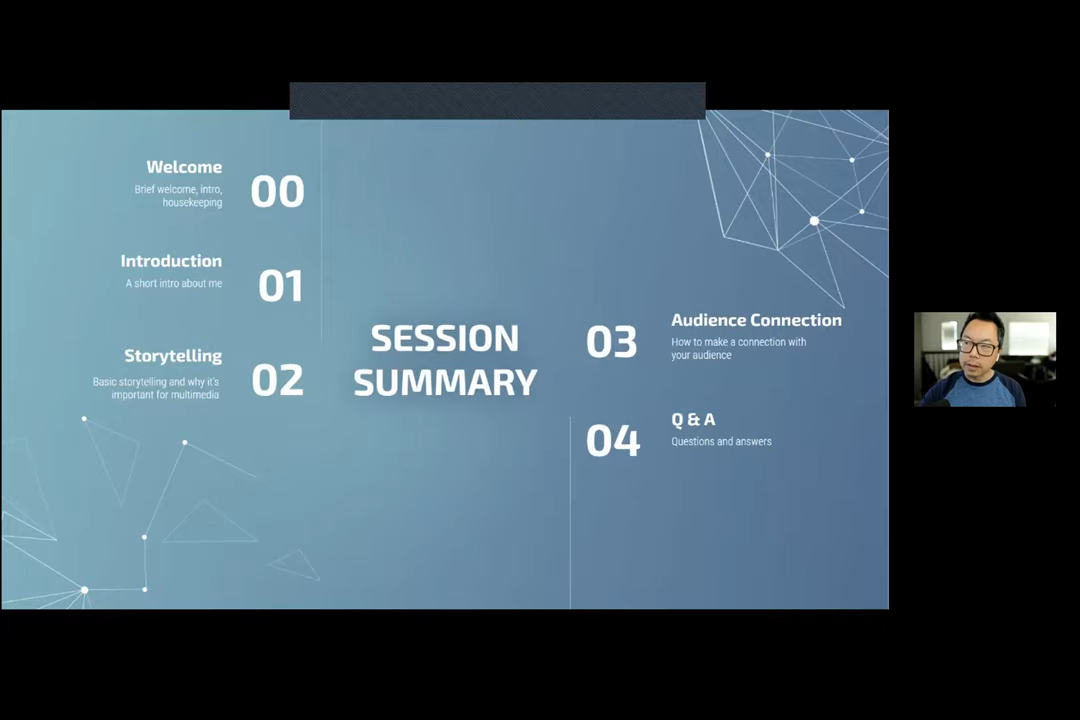 Welcome
Brief welcome, intro,
housekeeping
00
Introduction
A short intro about me
01
Storytelling
Basic storytelling and why it's
important for multimedia
02
SESSION
SUMMARY
03
Audience Connection
How to make a connection with
your audience
04
Q & A
Questions and answers